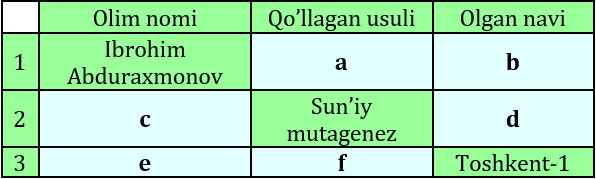 Olim nomi Qo’llagan usuli Olgan navi
1 Ibrohim Abduraxmonov a b
2 c Sun’iy mutagenez d
3 e f Toshkent-1